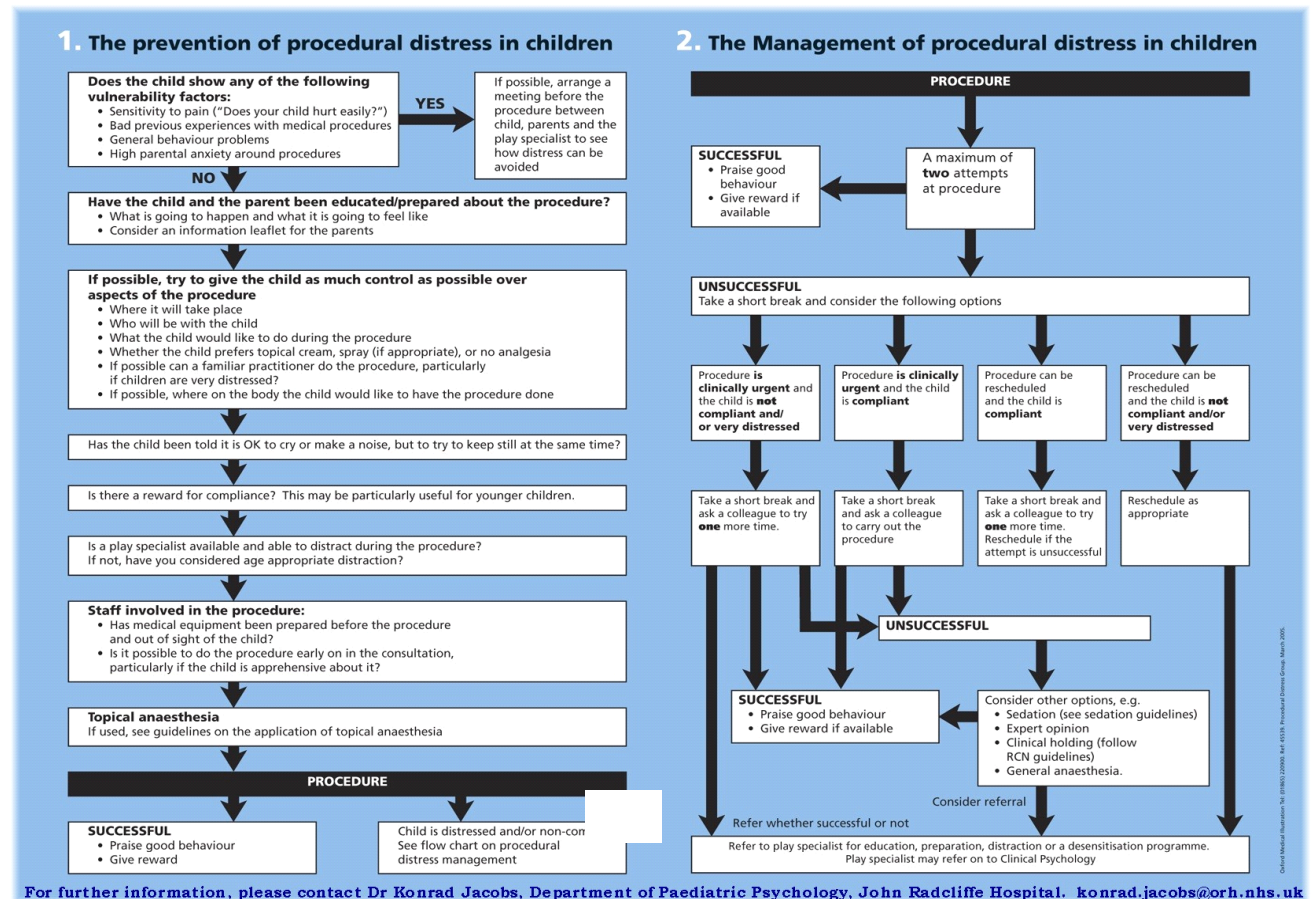 1. The prevention of procedural distress in children
Does the child show any of the following
vulnerability factors:
• Sensitivity to pain ("Does your child hurt easily?")
• Bad previous experiences with medical procedures
• General behaviour problems
• High parental anxiety around procedures
YES
If possible, arrange a
meeting before the
procedure between
child, parents and the
play specialist to see
how distress can be
avoided
NO
Have the child and the parent been educated/prepared about the procedure?
• What is going to happen and what it is going to feel like
• Consider an information leaflet for the parents
If possible, try to give the child as much control as possible over
aspects of the procedure
• Where it will take place
• Who will be with the child
• What the child would like to do during the procedure
• Whether the child prefers topical cream, spray (if appropriate), or no analgesia
• If possible can a familiar practitioner do the procedure, particularly
if children are very distressed?
• If possible, where on the body the child would like to have the procedure done
Has the child been told it is OK to cry or make a noise, but to try to keep still at the same time?
Is there a reward for compliance? This may be particularly useful for younger children.
Is a play specialist available and able to distract during the procedure?
If not, have you considered age appropriate distraction?
Staff involved in the procedure:
• Has medical equipment been prepared before the procedure
and out of sight of the child?
• Is it possible to do the procedure early on in the consultation,
particularly if the child is apprehensive about it?
Topical anaesthesia
If used, see guidelines on the application of topical anaesthesia
PROCEDURE
SUCCESSFUL
• Praise good behaviour
• Give reward
Child is distressed and/or non-com
See flow chart on procedural
distress management
2. The Management of procedural distress in children
PROCEDURE
SUCCESSFUL
• Praise good
behaviour
• Give reward if
available
A maximum of
two attempts
at procedure
UNSUCCESSFUL
Take a short break and consider the following options
Procedure is
clinically urgent and
the child is not
compliant and/
or very distressed
Procedure is clinically
urgent and the child
is compliant
Procedure can be
rescheduled
and the child is
compliant
Procedure can be
rescheduled
and the child is not
compliant and/or
very distressed
Take a short break and
ask a colleague to try
one more time.
Take a short break
and ask a colleague
to carry out the
procedure
Take a short break and
ask a colleague to try
one more time.
Reschedule if the
attempt is unsuccessful
Reschedule as
appropriate
UNSUCCESSFUL
SUCCESSFUL
• Praise good behaviour
• Give reward if available
Consider other options, e.g.
• Sedation (see sedation guidelines)
• Expert opinion
• Clinical holding (follow
RCN guidelines)
• General anaesthesia.
Consider referral
Refer whether successful or not
Refer to play specialist for education, preparation, distraction or a desensitisation programme.
Play specialist may refer on to Clinical Psychology
Oxford Medical Illustration Tel: (01865) 220900. Ref: 45539. Procedural Distress Group. March 2005.
For further information, please contact Dr Konrad Jacobs, Department of Paediatric Psychology, John Radcliffe Hospital. konrad.jacobs@orh.nhs.uk